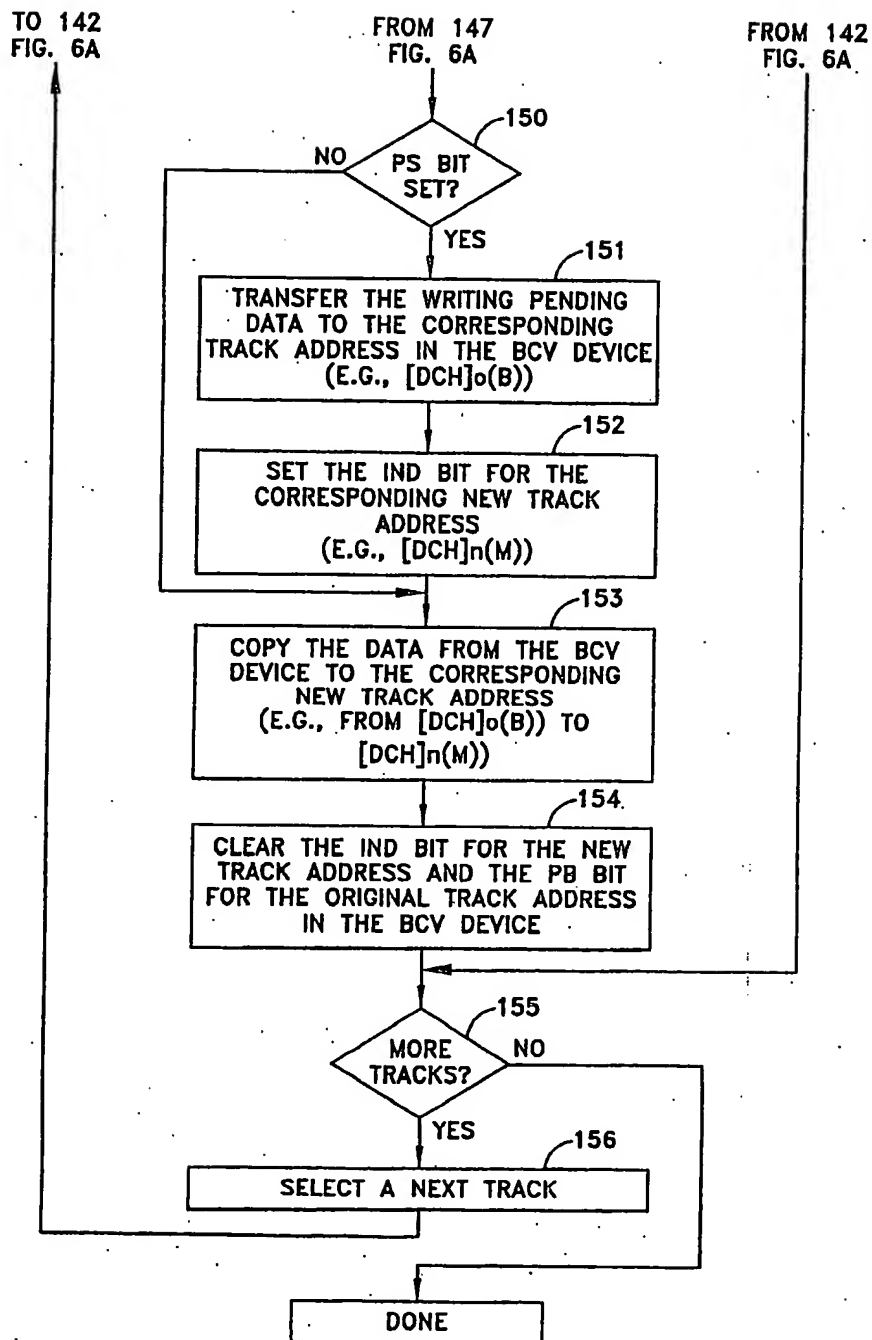 TO 142
FIG. 6A
FROM 147
FIG. 6A
FROM 142
FIG. 6A
150
NO
PS BIT
SET?
YES
151
TRANSFER THE WRITING PENDING
DATA TO THE CORRESPONDING
TRACK ADDRESS IN THE BCV DEVICE
(E.G., [DCH]o(B))
152
SET THE IND BIT FOR THE
CORRESPONDING NEW TRACK
ADDRESS
(E.G., [DCH]n(M))
153
COPY THE DATA FROM THE BCV
DEVICE TO THE CORRESPONDING
NEW TRACK ADDRESS
(E.G., FROM [DCH]o(B)) TO
[DCH]n(M))
154
CLEAR THE IND BIT FOR THE NEW
TRACK ADDRESS AND THE PB BIT
FOR THE ORIGINAL TRACK ADDRESS
IN THE BCV DEVICE
155
MORE
TRACKS?
NO
YES
156
SELECT A NEXT TRACK
DONE